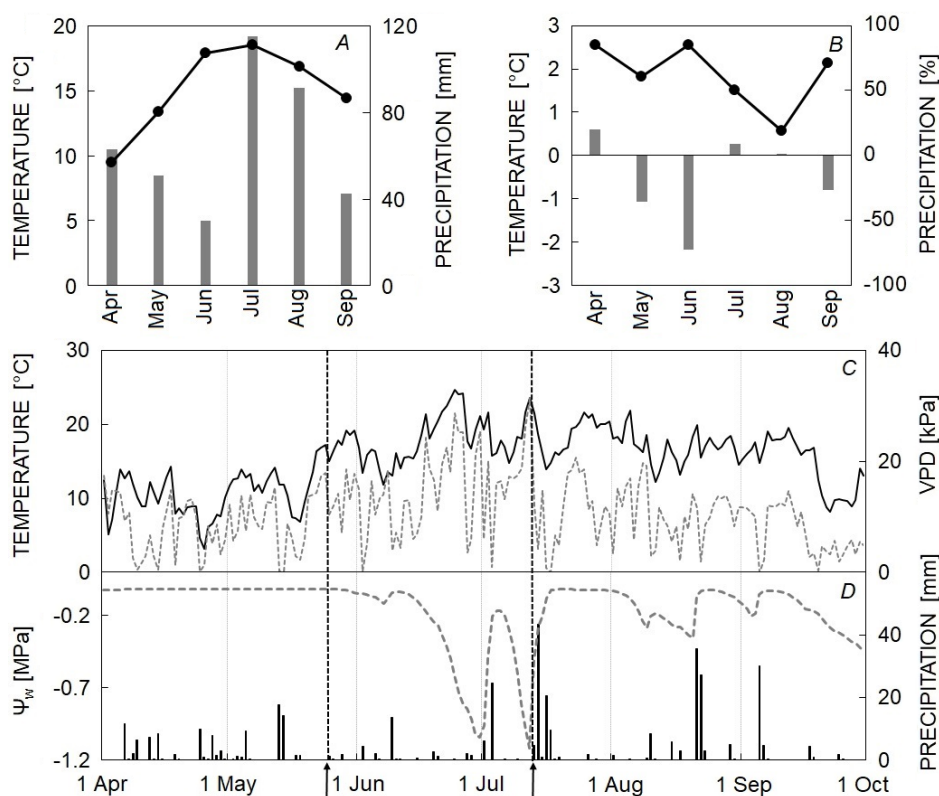 A
B
TEMPERATURE [°C]
20
15
10
5
0
120
80
40
0
PRECIPITATION [mm]
Apr May Jun Jul Aug Sep
TEMPERATURE [°C]
3
2
1
0
-1
-2
-3
100
50
0
-50
-100
PRECIPITATION [%]
Apr May Jun Jul Aug Sep
C
TEMPERATURE [°C]
30
20
10
0
40
20
0
VPD [kPa]
D
Ψw [MPa]
-0.2
-0.7
-1.2
60
40
20
0
PRECIPITATION [mm]
1 Apr 1 May 1 Jun 1 Jul 1 Aug 1 Sep 1 Oct